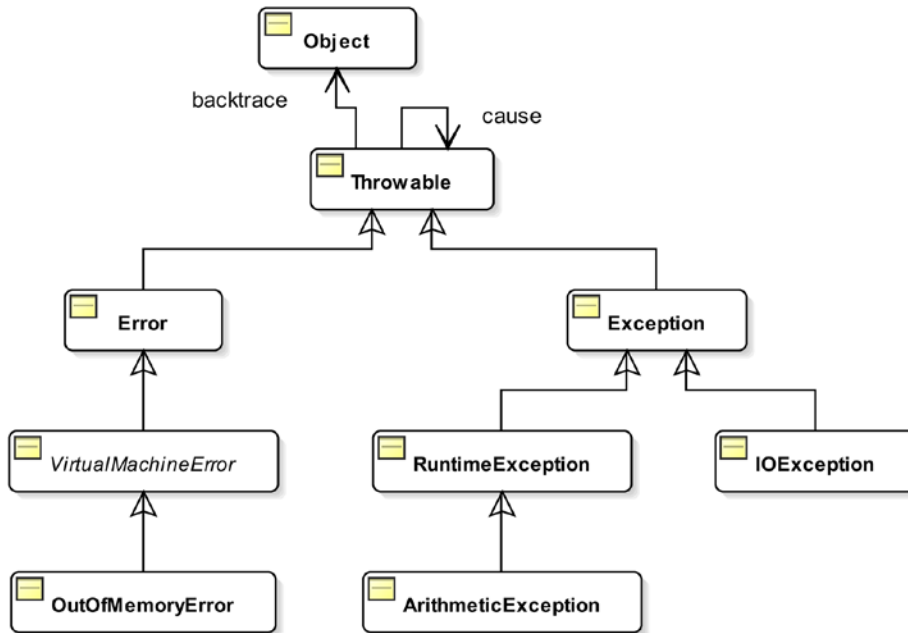 Object
backtrace
cause
Throwable
Error
Exception
VirtualMachineError
RuntimeException
IOException
OutOfMemoryError
ArithmeticException